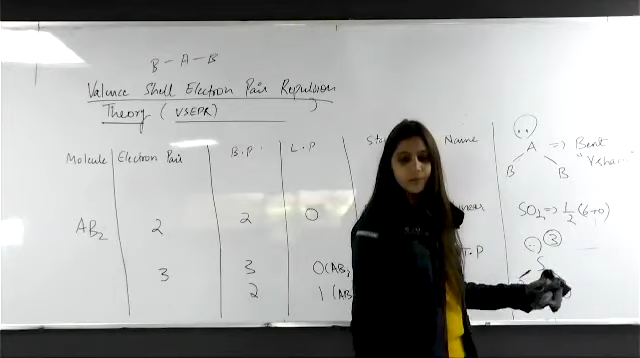 B - A - B
Valence Shell Electron Pair Repulsion
Theory ( VSEPR )
Molecule Electron Pair B.P. L.P Name
AB2 2 2 0
3 3 0(AB3
2 1 (AB
T.P
A => Bent
B B "Vshap
SO2 => 1/2 (6+0)
3
S